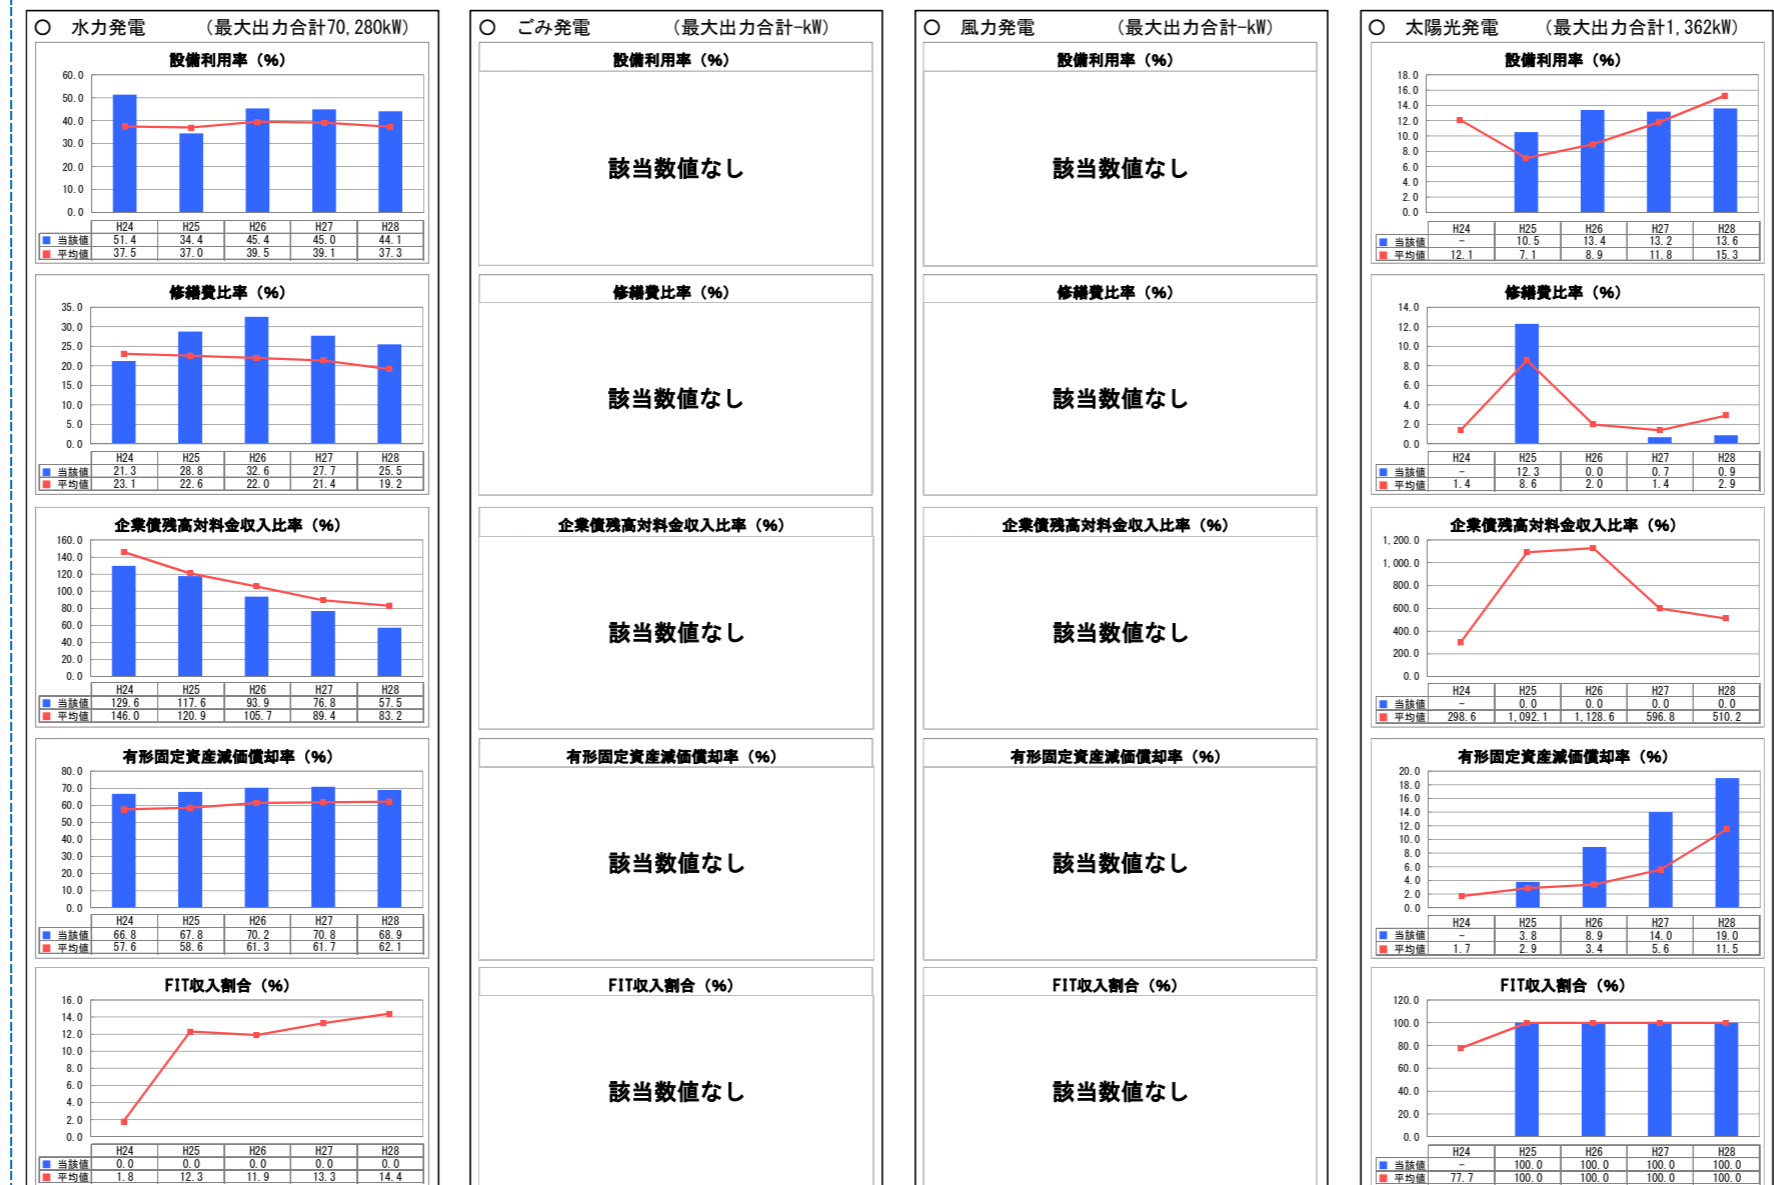 ○ 水力発電 （最大出力合計70,280kW）
設備利用率（%）
60.0
50.0
40.0
30.0
20.0
10.0
0.0
H24 H25 H26 H27 H28
当該値 51.4 34.4 45.4 45.0 44.1
平均値 37.5 37.0 39.5 39.1 37.3
修繕費比率（%）
35.0
30.0
25.0
20.0
15.0
10.0
5.0
0.0
H24 H25 H26 H27 H28
当該値 21.3 28.8 32.6 27.7 25.5
平均値 23.1 22.6 22.0 21.4 19.2
企業債残高対料金収入比率（%）
160.0
140.0
120.0
100.0
80.0
60.0
40.0
20.0
0.0
H24 H25 H26 H27 H28
当該値 129.6 117.6 93.9 76.8 57.5
平均値 146.0 120.9 105.7 89.4 83.2
有形固定資産減価償却率（%）
80.0
70.0
60.0
50.0
40.0
30.0
20.0
10.0
0.0
H24 H25 H26 H27 H28
当該値 66.8 67.8 70.2 70.8 68.9
平均値 57.6 58.6 61.3 61.7 62.1
FIT収入割合（%）
16.0
14.0
12.0
10.0
8.0
6.0
4.0
2.0
0.0
H24 H25 H26 H27 H28
当該値 0.0 0.0 0.0 0.0 0.0
平均値 1.8 12.3 11.9 13.3 14.4
○ ごみ発電 （最大出力合計-kW）
設備利用率（%）
該当数値なし
修繕費比率（%）
該当数値なし
企業債残高対料金収入比率（%）
該当数値なし
有形固定資産減価償却率（%）
該当数値なし
FIT収入割合（%）
該当数値なし
○ 風力発電 （最大出力合計-kW）
設備利用率（%）
該当数値なし
修繕費比率（%）
該当数値なし
企業債残高対料金収入比率（%）
該当数値なし
有形固定資産減価償却率（%）
該当数値なし
FIT収入割合（%）
該当数値なし
○ 太陽光発電 （最大出力合計1,362kW）
設備利用率（%）
18.0
16.0
14.0
12.0
10.0
8.0
6.0
4.0
2.0
0.0
H24 H25 H26 H27 H28
当該値 - 10.5 13.4 13.2 13.6
平均値 12.1 7.1 8.9 11.8 15.3
修繕費比率（%）
14.0
12.0
10.0
8.0
6.0
4.0
2.0
0.0
H24 H25 H26 H27 H28
当該値 - 12.3 0.0 0.7 0.9
平均値 1.4 8.6 2.0 1.4 2.9
企業債残高対料金収入比率（%）
1,200.0
1,000.0
800.0
600.0
400.0
200.0
0.0
H24 H25 H26 H27 H28
当該値 - 0.0 0.0 0.0 0.0
平均値 298.6 1,092.1 1,128.6 596.8 510.2
有形固定資産減価償却率（%）
20.0
18.0
16.0
14.0
12.0
10.0
8.0
6.0
4.0
2.0
0.0
H24 H25 H26 H27 H28
当該値 - 3.8 8.9 14.0 19.0
平均値 1.7 2.9 3.4 5.6 11.5
FIT収入割合（%）
120.0
100.0
80.0
60.0
40.0
20.0
0.0
H24 H25 H26 H27 H28
当該値 - 100.0 100.0 100.0 100.0
平均値 77.7 100.0 100.0 100.0 100.0